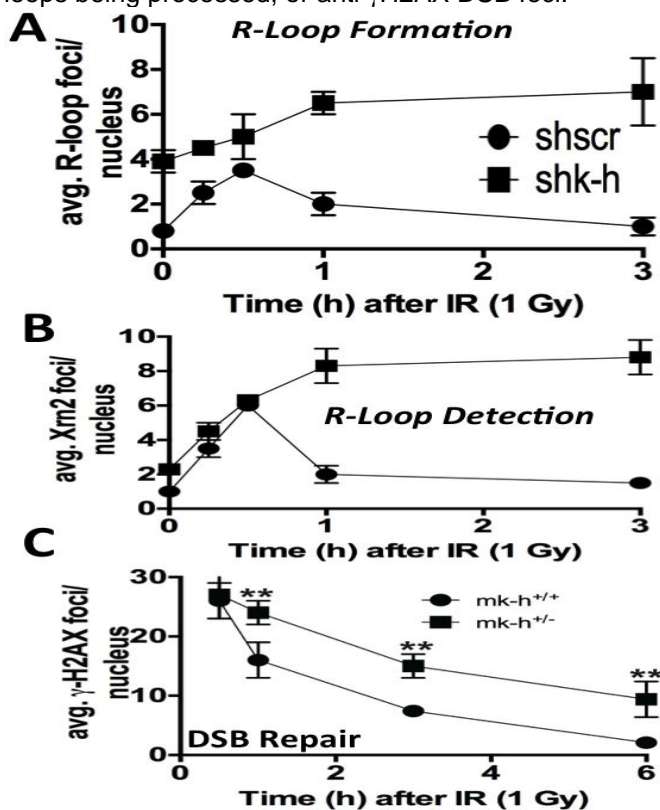 loops being processed, or anti-γH2AX DSB foci.
A
R-Loop Formation
avg. R-loop foci/
nucleus
10
8
6
4
2
0
shscr
shk-h
0 1 2 3
Time (h) after IR (1 Gy)
B
avg. Xrn2 foci/
nucleus
10
8
6
4
2
0
R-Loop Detection
0 1 2 3
Time (h) after IR (1 Gy)
C
avg. γ-H2AX foci/
nucleus
30
20
10
0
**
**
**
mk-h+/+
mk-h+/-
DSB Repair
0 2 4 6
Time (h) after IR (1 Gy)